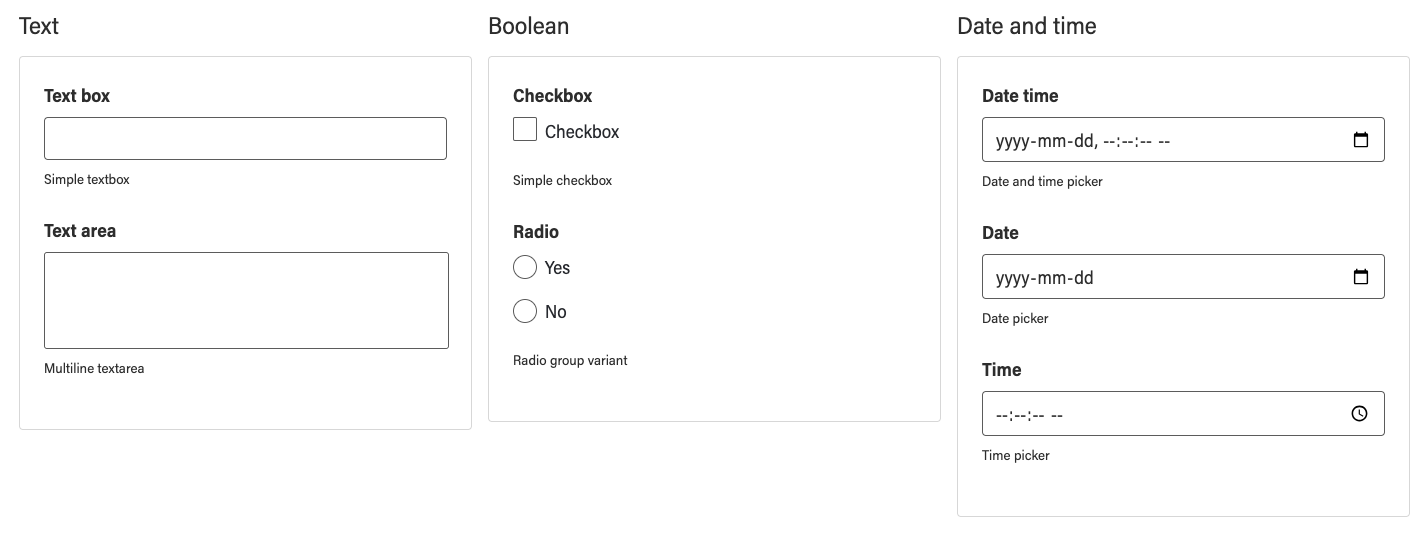 Text
Text box
Simple textbox
Text area
Multiline textarea
Boolean
Checkbox
Checkbox
Simple checkbox
Radio
Yes
No
Radio group variant
Date and time
Date time
yyyy-mm-dd, --:--:-- --
Date and time picker
Date
yyyy-mm-dd
Date picker
Time
--:--:-- --
Time picker